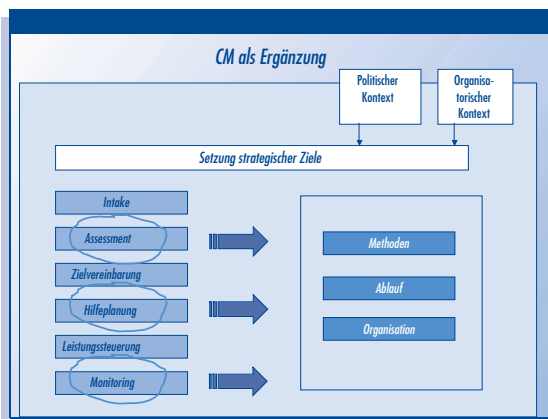 CM als Ergänzung
Politischer
Kontext
Organisa-
torischer
Kontext
Setzung strategischer Ziele
Intake
Assessment
Zielvereinbarung
Hilfeplanung
Leistungssteuerung
Monitoring
Methoden
Ablauf
Organisation